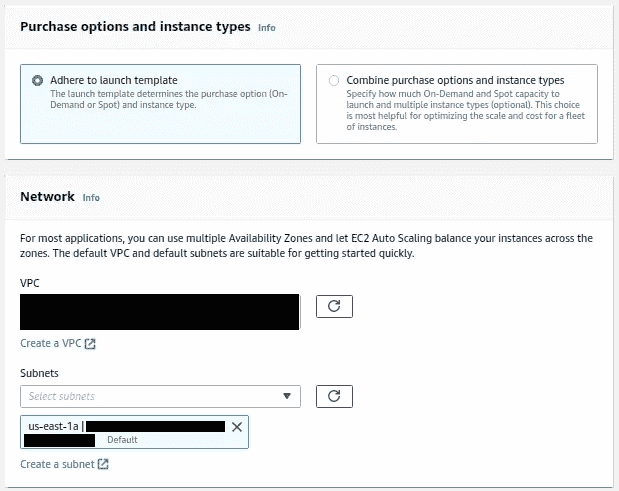 Purchase options and instance types Info
Adhere to launch template
The launch template determines the purchase option (On-
Demand or Spot) and instance type.
Combine purchase options and instance types
Specify how much On-Demand and Spot capacity to
launch and multiple instance types (optional). This choice
is most helpful for optimizing the scale and cost for a fleet
of instances.
Network Info
For most applications, you can use multiple Availability Zones and let EC2 Auto Scaling balance your instances across the
zones. The default VPC and default subnets are suitable for getting started quickly.
VPC
Create a VPC
Subnets
Select subnets
us-east-1a |
Default
Create a subnet